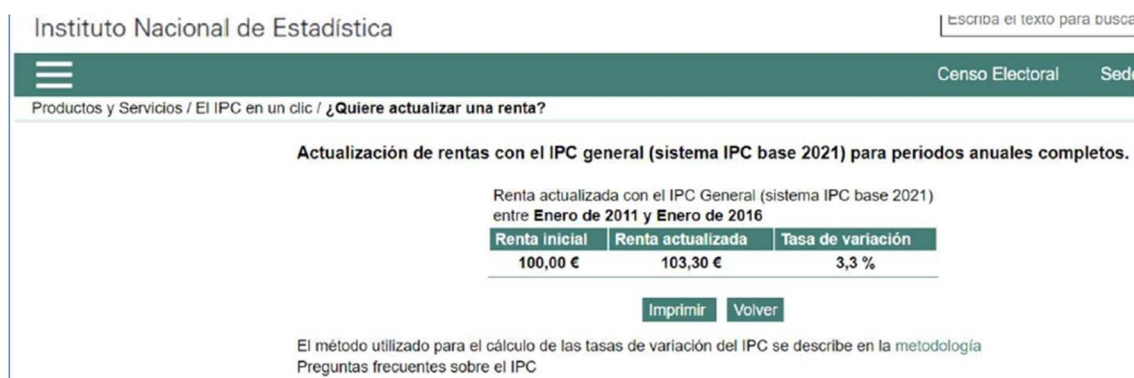 Instituto Nacional de Estadística
Escriba el texto para busca
Censo Electoral Sede
Productos y Servicios / El IPC en un clic / ¿Quiere actualizar una renta?
Actualización de rentas con el IPC general (sistema IPC base 2021) para periodos anuales completos.
Renta actualizada con el IPC General (sistema IPC base 2021)
entre Enero de 2011 y Enero de 2016
Renta inicial Renta actualizada Tasa de variación
100,00 € 103,30 € 3,3 %
Imprimir Volver
El método utilizado para el cálculo de las tasas de variación del IPC se describe en la metodología
Preguntas frecuentes sobre el IPC